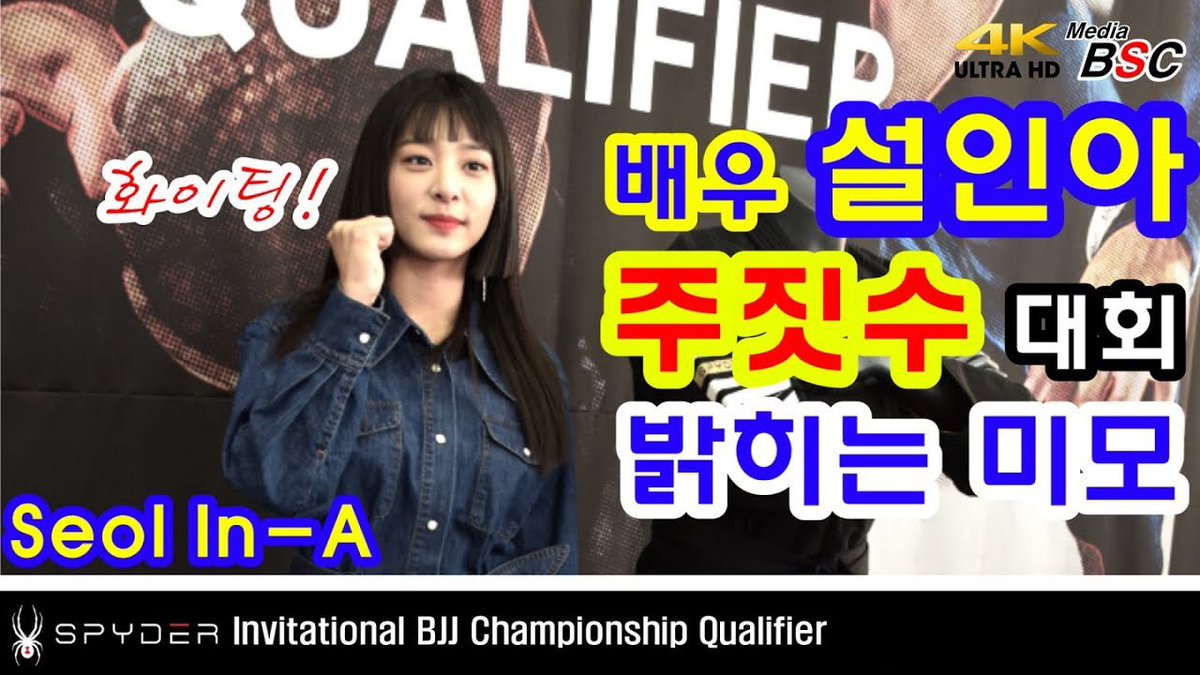 QUALIFIER
4K
ULTRA HD
Media
BSC
화이팅!
배우 설인아
주짓수 대회
밝히는 미모
Seol In-A
SPYDER Invitational BJJ Championship Qualifier